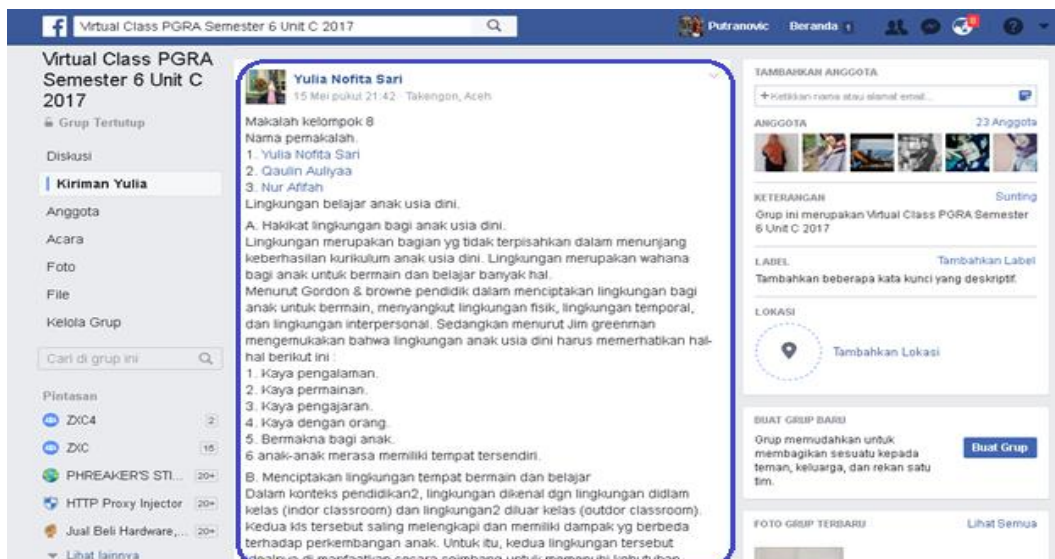 Virtual Class PGRA Semester 6 Unit C 2017
Putranovic Beranda 1
8
Virtual Class PGRA
Semester 6 Unit C
2017
Grup Tertutup
Diskusi
Kiriman Yulia
Anggota
Acara
Foto
File
Kelola Grup
Cari di grup ini
Pintasan
ZXC4 2
ZXC 15
PHREAKER'S STI... 20+
HTTP Proxy Injector 20+
Jual Beli Hardware,... 20+
Lihat lainnya
Yulia Nofita Sari
15 Mei pukul 21:42 · Takengon, Aceh
Makalah kelompok 8
Nama pemakalah.
1. Yulia Nofita Sari
2. Qaulin Auliyaa
3. Nur Afifah
Lingkungan belajar anak usia dini.
A. Hakikat lingkungan bagi anak usia dini.
Lingkungan merupakan bagian yg tidak terpisahkan dalam menunjang
keberhasilan kurikulum anak usia dini. Lingkungan merupakan wahana
bagi anak untuk bermain dan belajar banyak hal.
Menurut Gordon & browne pendidik dalam menciptakan lingkungan bagi
anak untuk bermain, menyangkut lingkungan fisik, lingkungan temporal,
dan lingkungan interpersonal. Sedangkan menurut Jim greenman
mengemukakan bahwa lingkungan anak usia dini harus memerhatikan hal-
hal berikut ini :
1. Kaya pengalaman.
2. Kaya permainan.
3. Kaya pengajaran.
4. Kaya dengan orang.
5. Bermakna bagi anak.
6.anak-anak merasa memiliki tempat tersendiri.
B. Menciptakan lingkungan tempat bermain dan belajar
Dalam konteks pendidikan2, lingkungan dikenal dgn lingkungan didlam
kelas (indor classroom) dan lingkungan2 diluar kelas (outdor classroom).
Kedua kls tersebut saling melengkapi dan memiliki dampak yg berbeda
terhadap perkembangan anak. Untuk itu, kedua lingkungan tersebut
idealnya di manfaatkan secara seimbang untuk memenuhi kebutuhan
TAMBAHKAN ANGGOTA
+ Ketikkan nama atau alamat email...
ANGGOTA 23 Anggota
KETERANGAN Sunting
Grup ini merupakan Virtual Class PGRA Semester
6 Unit C 2017
LABEL Tambahkan Label
Tambahkan beberapa kata kunci yang deskriptif.
LOKASI
Tambahkan Lokasi
BUAT GRUP BARU
Grup memudahkan untuk
membagikan sesuatu kepada
teman, keluarga, dan rekan satu
tim.
Buat Grup
FOTO GRUP TERBARU Lihat Semua